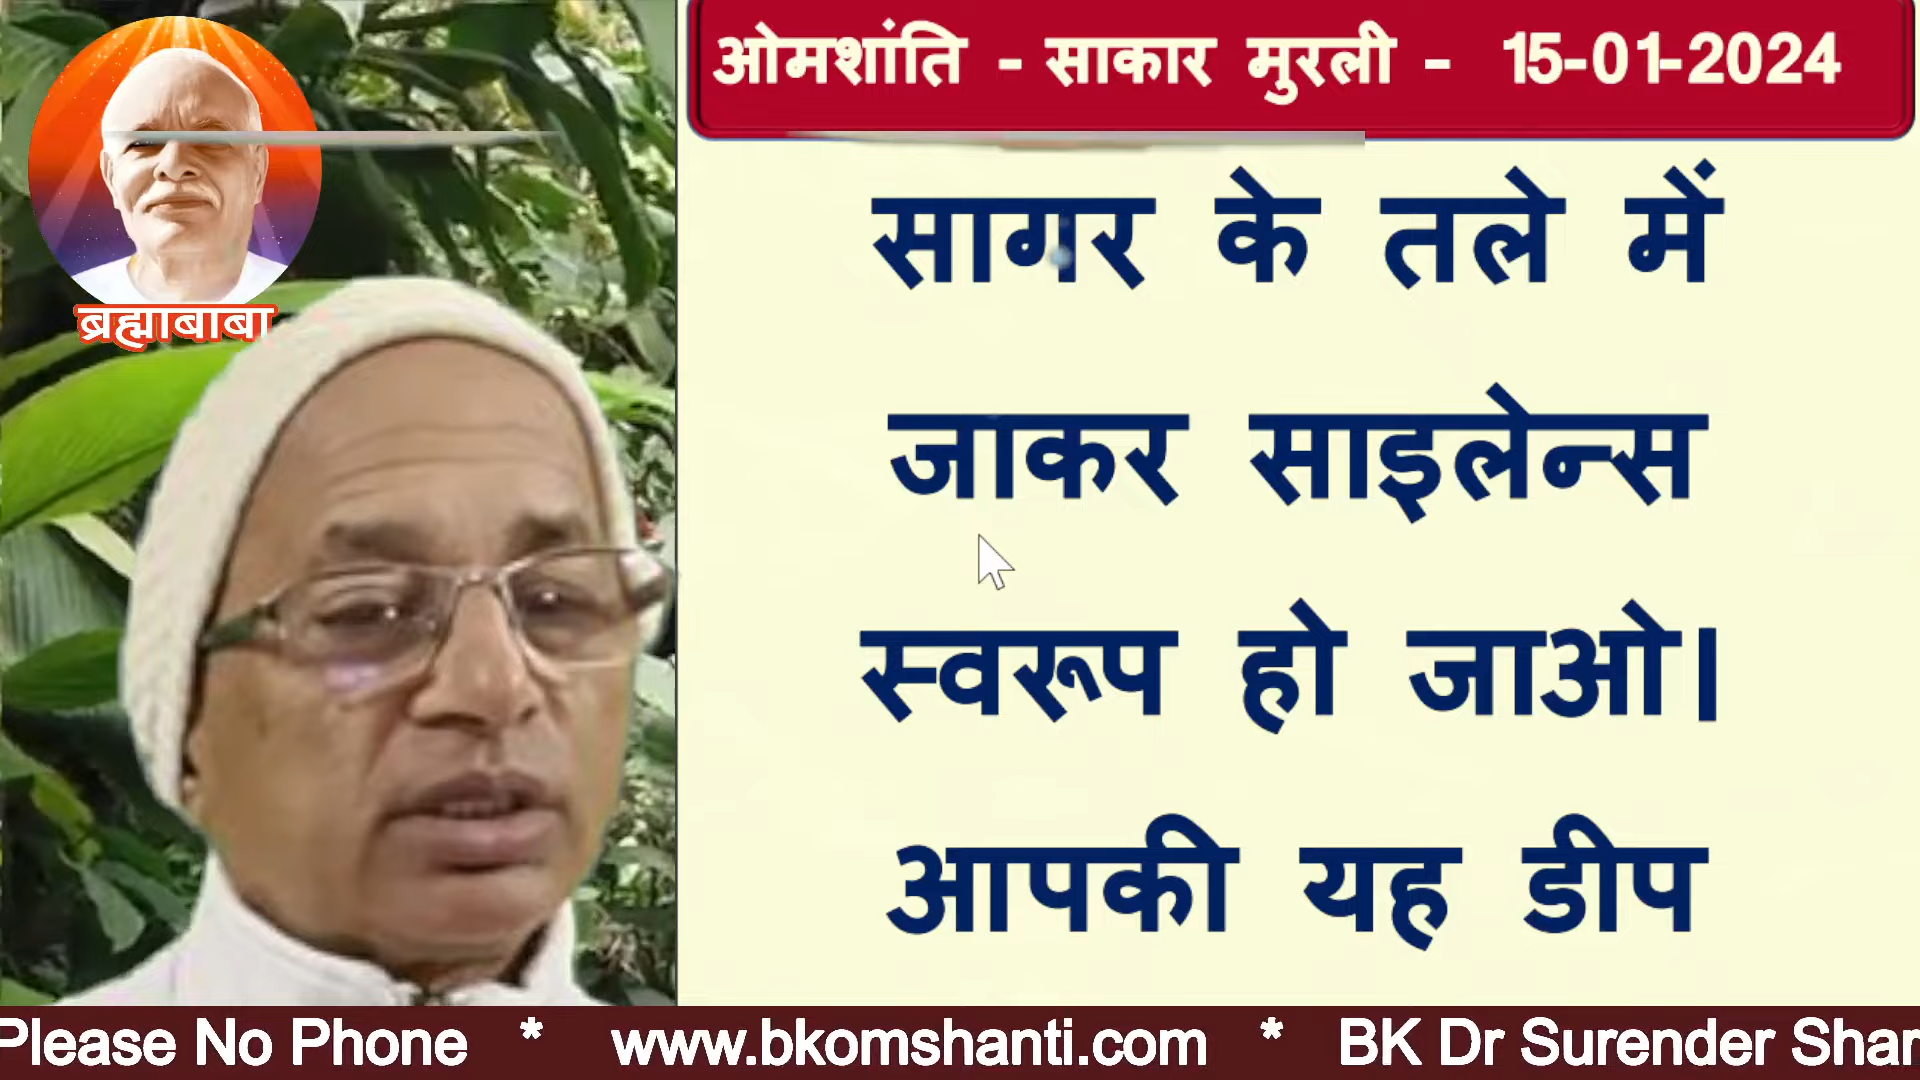 ओमशांति - साकार मुरली - 15-01-2024
ब्रह्माबाबा
सागर के तले में
जाकर साइलेन्स
स्वरूप हो जाओ।
आपकी यह डीप
Please No Phone * www.bkomshanti.com * BK Dr Surender Shar